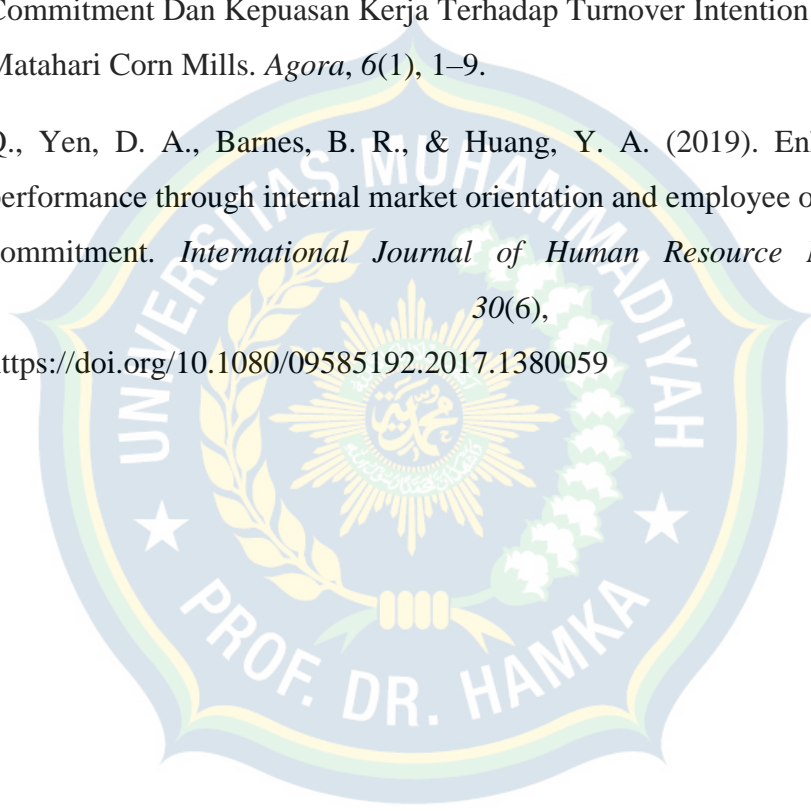 Commitment Dan Kepuasan Kerja Terhadap Turnover Intention
Matahari Corn Mills. Agora, 6(1), 1–9.
Q., Yen, D. A., Barnes, B. R., & Huang, Y. A. (2019).
performance through internal market orientation and employee
commitment. International Journal of Human Resource
30(6),
https://doi.org/10.1080/09585192.2017.1380059
UNIVERSITAS MUHAMMADIYAH
PROF. DR. HAMKA